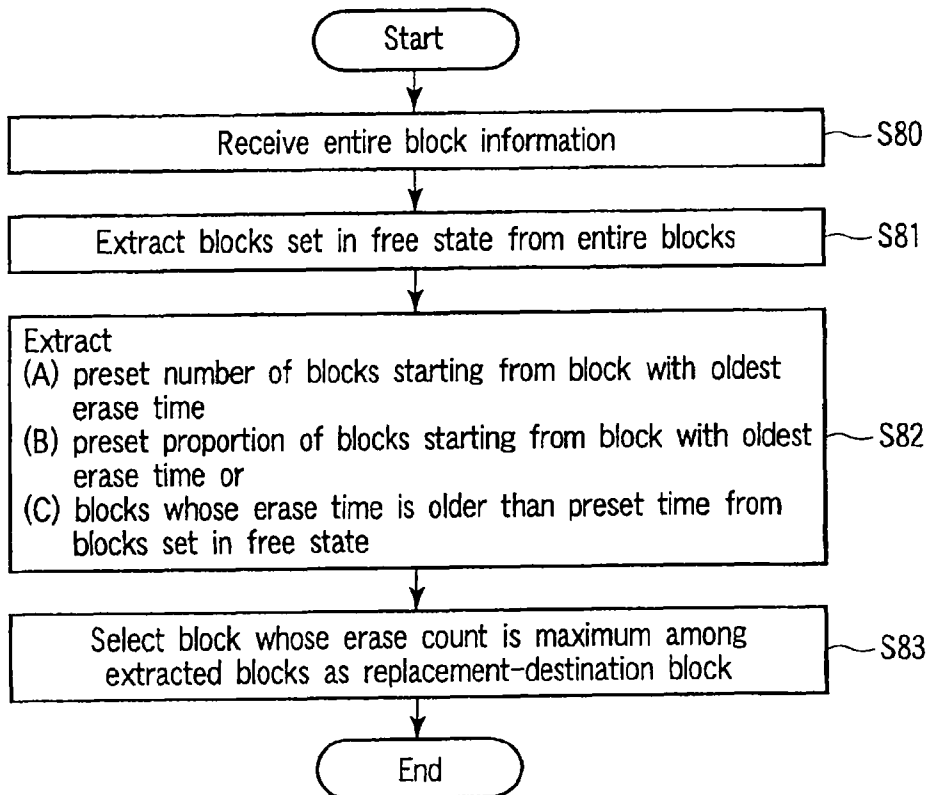 Start
Receive entire block information
S80
Extract blocks set in free state from entire blocks
S81
Extract
(A) preset number of blocks starting from block with oldest
erase time
(B) preset proportion of blocks starting from block with oldest
erase time or
(C) blocks whose erase time is older than preset time from
blocks set in free state
S82
Select block whose erase count is maximum among
extracted blocks as replacement-destination block
S83
End